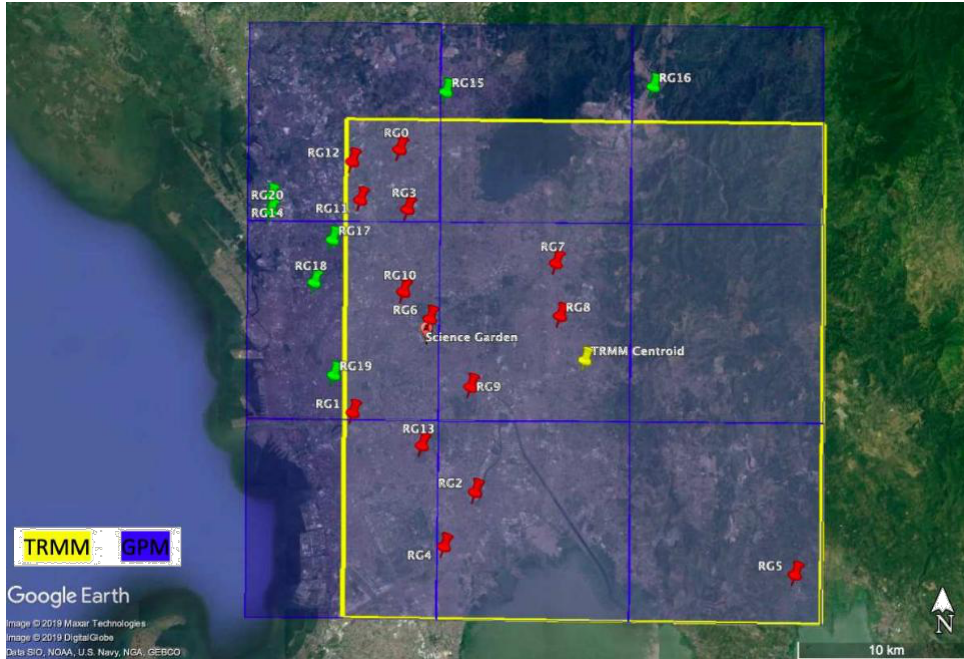 RG15
RG16
RG0
RG12
RG20
RG11
RG3
RG14
RG17
RG7
RG18
RG10
RG6
RG8
Science Garden
TRMM Centroid
RG19
RG9
RG1
RG13
RG2
RG4
RG5
TRMM
GPM
Google Earth
Image © 2019 Maxar Technologies
Image © 2019 DigitalGlobe
Data SIO, NOAA, U.S. Navy, NGA, GEBCO
N
10 km